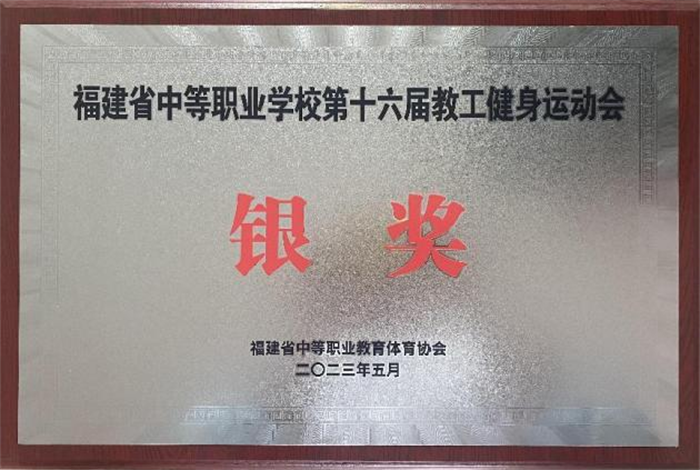 福建省中等职业学校第十六届教工健身运动会
银奖
福建省中等职业教育体育协会
二〇二三年五月